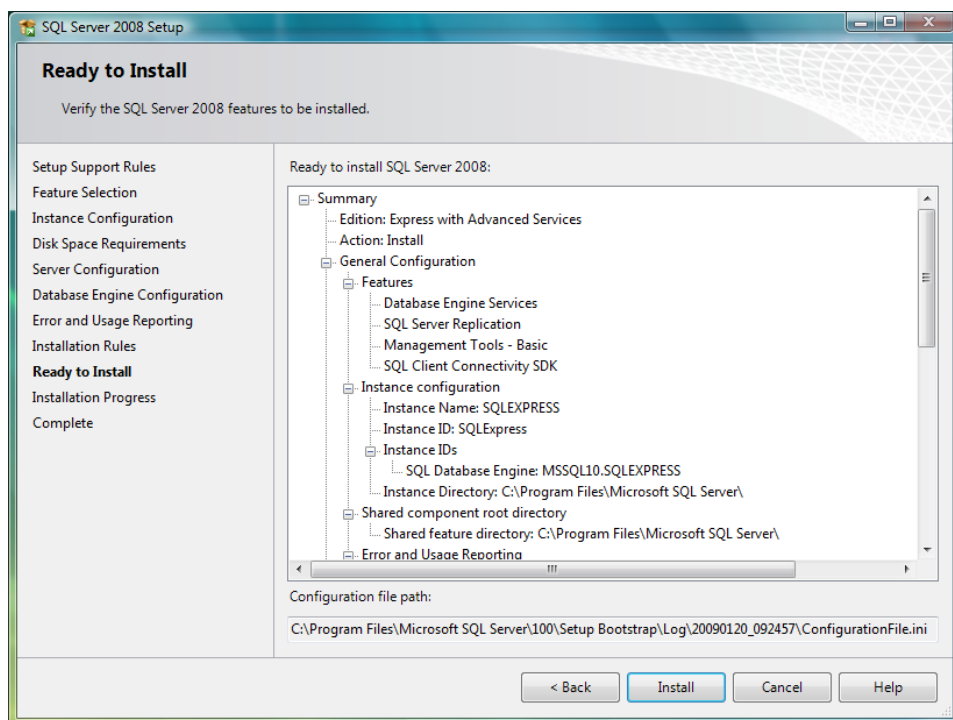 SQL Server 2008 Setup
Ready to Install
Verify the SQL Server 2008 features to be installed.
Setup Support Rules
Feature Selection
Instance Configuration
Disk Space Requirements
Server Configuration
Database Engine Configuration
Error and Usage Reporting
Installation Rules
Ready to Install
Installation Progress
Complete
Ready to install SQL Server 2008:
Summary
Edition: Express with Advanced Services
Action: Install
General Configuration
Features
Database Engine Services
SQL Server Replication
Management Tools - Basic
SQL Client Connectivity SDK
Instance configuration
Instance Name: SQLEXPRESS
Instance ID: SQLExpress
Instance IDs
SQL Database Engine: MSSQL10.SQLEXPRESS
Instance Directory: C:\Program Files\Microsoft SQL Server\
Shared component root directory
Shared feature directory: C:\Program Files\Microsoft SQL Server\
Error and Usage Reporting
Configuration file path:
C:\Program Files\Microsoft SQL Server\100\Setup Bootstrap\Log\20090120_092457\ConfigurationFile.ini
< Back Install Cancel Help